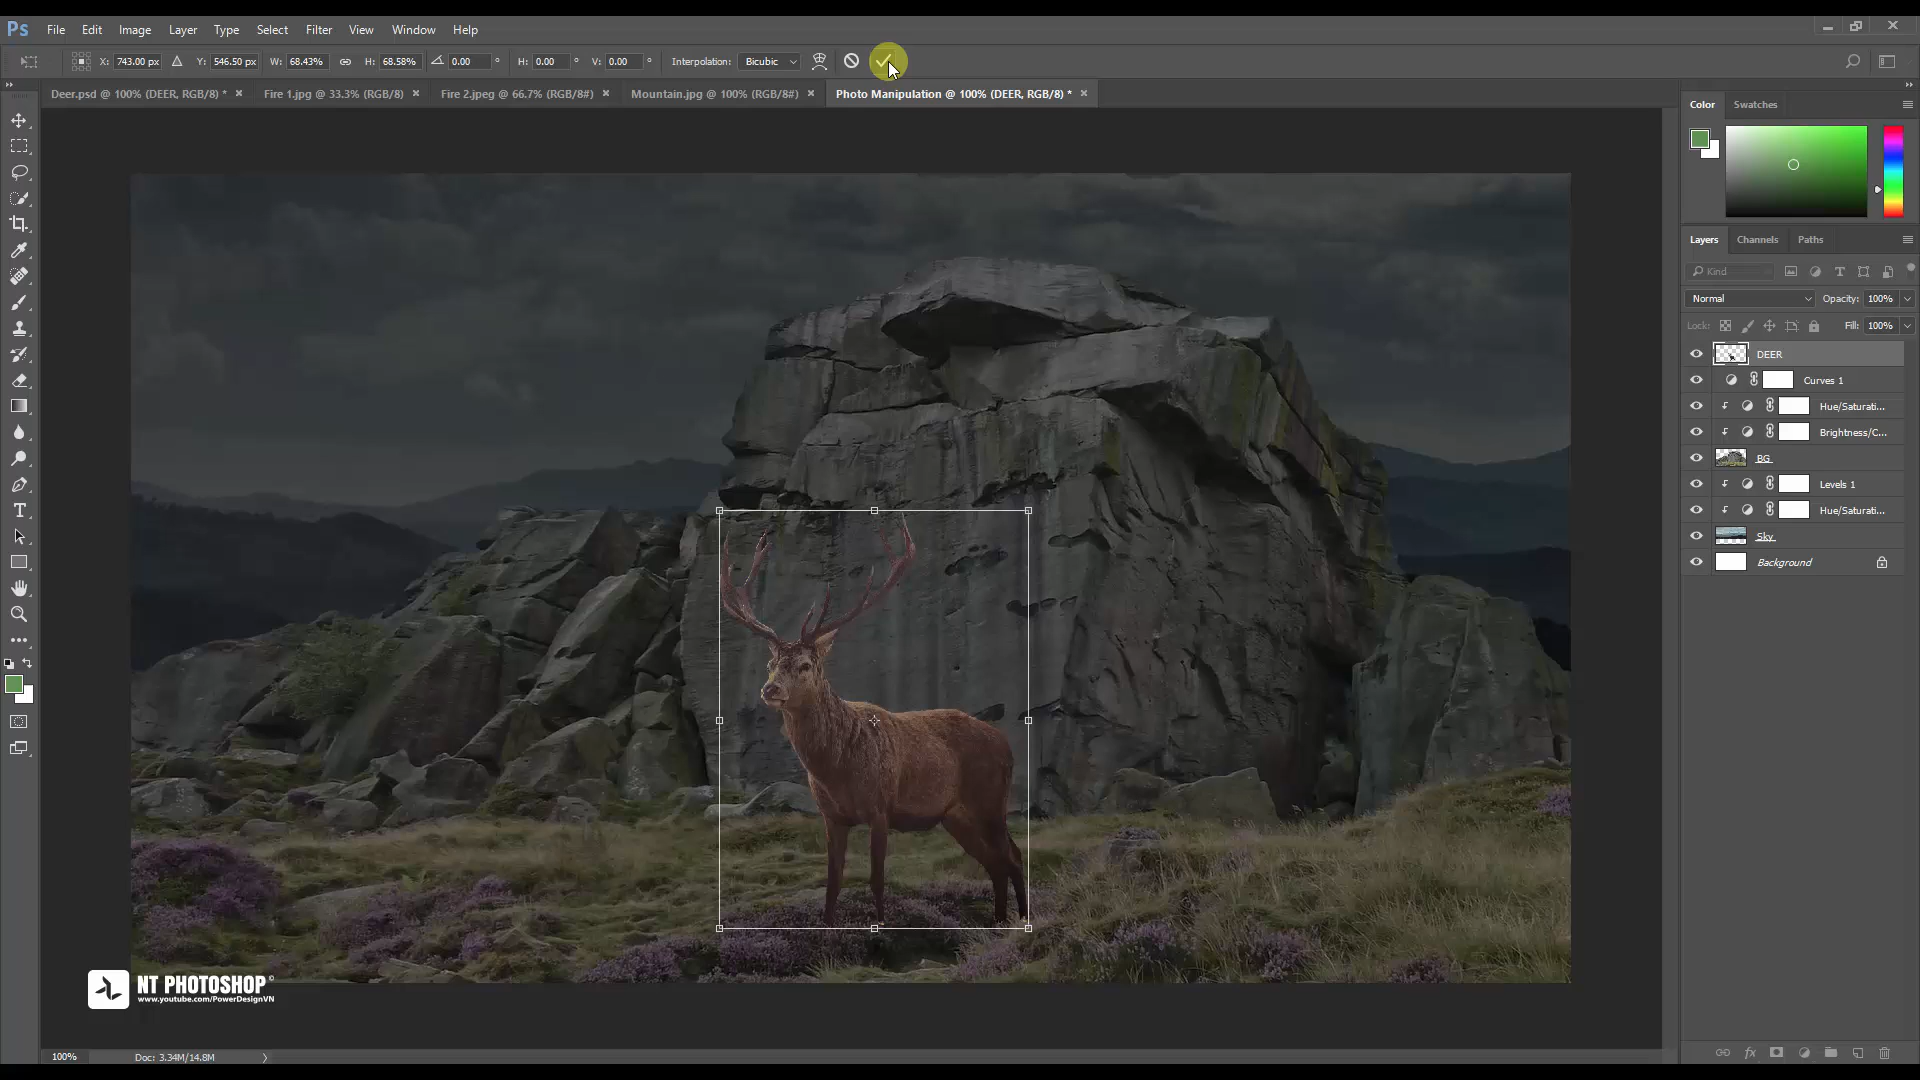 Ps File Edit Image Layer Type Select Filter View Window Help
X: 743.00 px Y: 546.50 px W: 68.43% H: 68.58% 0.00 ° H: 0.00 ° V: 0.00 ° Interpolation: Bicubic
Deer.psd @ 100% (DEER, RGB/8) * Fire 1.jpg @ 33.3% (RGB/8) Fire 2.jpeg @ 66.7% (RGB/8#) Mountain.jpg @ 100% (RGB/8#) Photo Manipulation @ 100% (DEER, RGB/8) *
Color Swatches
Layers Channels Paths
Kind
Normal Opacity: 100%
Lock: Fill: 100%
DEER
Curves 1
Hue/Saturati...
Brightness/C...
BG
Levels 1
Hue/Saturati...
Sky
Background
NT PHOTOSHOP©
www.youtube.com/PowerDesignVN
100% Doc: 3.34M/14.8M